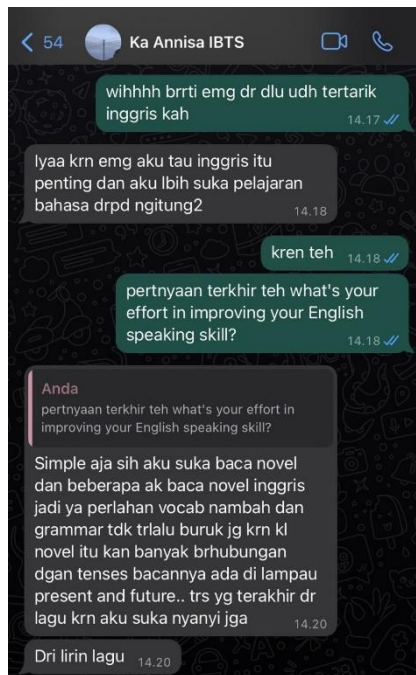 54
Ka Annisa IBTS
wihhhh brrti emg dr dlu udh tertarik
inggris kah
14.17
Iyaa krn emg aku tau inggris itu
penting dan aku lbih suka pelajaran
bahasa drpd ngitung2
14.18
kren teh
14.18
pertnyaan terkhir teh what's your
effort in improving your English
speaking skill?
14.18
Anda
pertnyaan terkhir teh what's your effort in
improving your English speaking skill?
Simple aja sih aku suka baca novel
dan beberapa ak baca novel inggris
jadi ya perlahan vocab nambah dan
grammar tdk trlalu buruk jg krn kl
novel itu kan banyak brhubungan
dgan tenses bacannya ada di lampau
present and future.. trs yg terakhir dr
lagu krn aku suka nyanyi jga
14.20
Dri lirin lagu
14.20